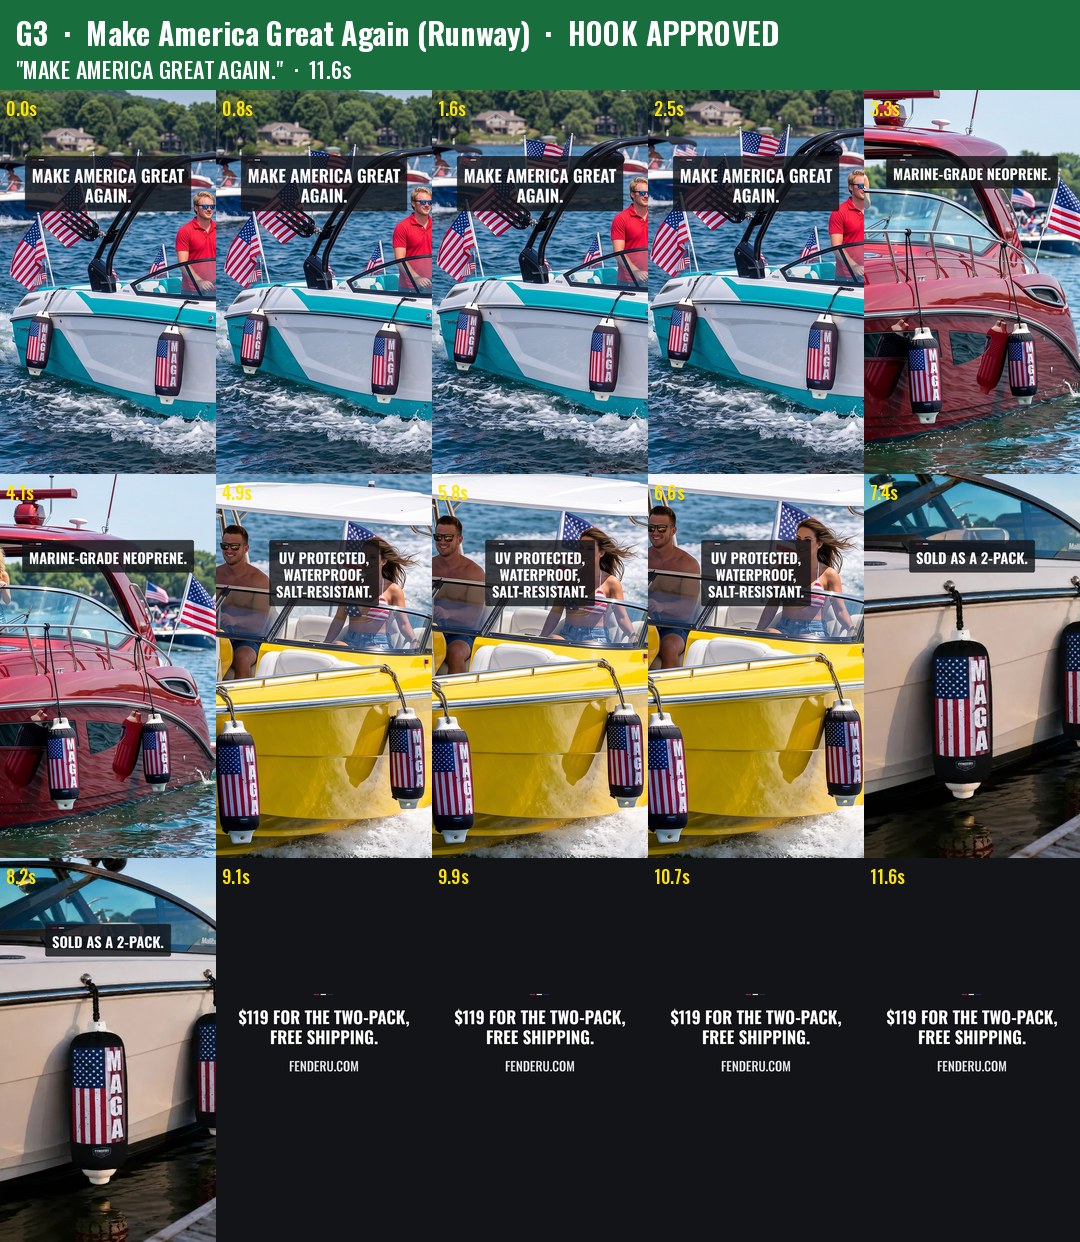 G3 · Make America Great Again (Runway) · HOOK APPROVED
"MAKE AMERICA GREAT AGAIN." · 11.6s
0.0s
MAKE AMERICA GREAT
AGAIN.
MAGA
MAGA
0.8s
MAKE AMERICA GREAT
AGAIN.
MAGA
MAGA
1.6s
MAKE AMERICA GREAT
AGAIN.
MAGA
MAGA
2.5s
MAKE AMERICA GREAT
AGAIN.
MAGA
MAGA
3.3s
MARINE-GRADE NEOPRENE.
MAGA
MAGA
4.1s
MARINE-GRADE NEOPRENE.
MAGA
MAGA
4.9s
UV PROTECTED,
WATERPROOF,
SALT-RESISTANT.
MAGA
MAGA
5.8s
UV PROTECTED,
WATERPROOF,
SALT-RESISTANT.
MAGA
MAGA
6.6s
UV PROTECTED,
WATERPROOF,
SALT-RESISTANT.
MAGA
MAGA
7.4s
SOLD AS A 2-PACK.
MAGA
8.2s
SOLD AS A 2-PACK.
MAGA
9.1s
$119 FOR THE TWO-PACK,
FREE SHIPPING.
FENDERU.COM
9.9s
$119 FOR THE TWO-PACK,
FREE SHIPPING.
FENDERU.COM
10.7s
$119 FOR THE TWO-PACK,
FREE SHIPPING.
FENDERU.COM
11.6s
$119 FOR THE TWO-PACK,
FREE SHIPPING.
FENDERU.COM